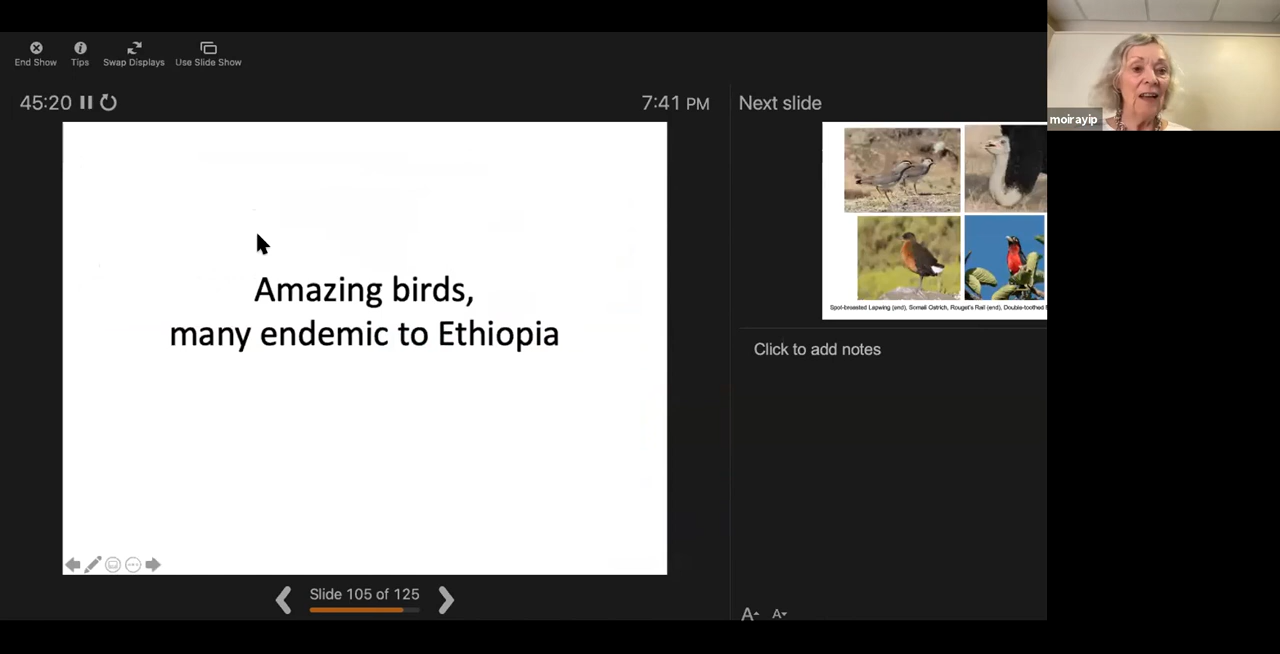 End Show
Tips
Swap Displays
Use Slide Show
45:20
7:41 PM
Next slide
moirayip
Amazing birds,
many endemic to Ethiopia
Spot-breasted Lapwing (end), Somali Ostrich, Rouget's Rail (end), Double-toothed
Click to add notes
Slide 105 of 125
A
A